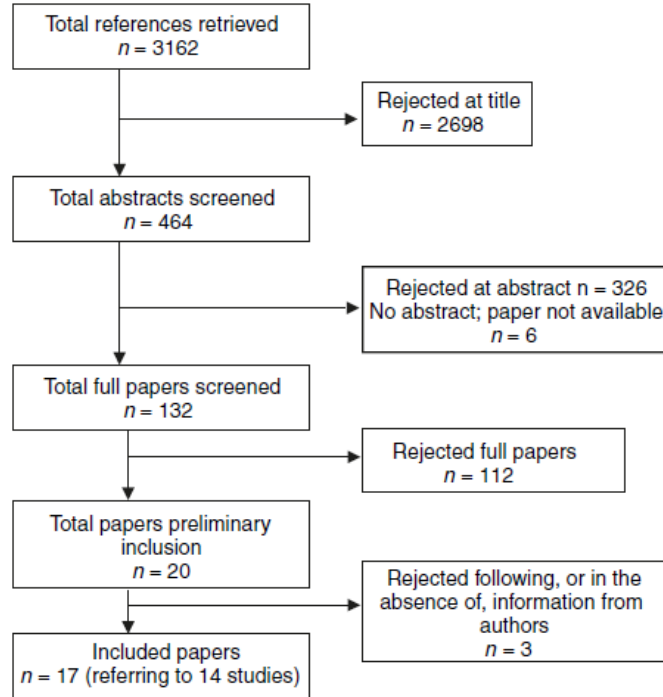 Total references retrieved
n = 3162
Rejected at title
n = 2698
Total abstracts screened
n = 464
Rejected at abstract n = 326
No abstract; paper not available
n = 6
Total full papers screened
n = 132
Rejected full papers
n = 112
Total papers preliminary
inclusion
n = 20
Rejected following, or in the
absence of, information from
authors
n = 3
Included papers
n = 17 (referring to 14 studies)